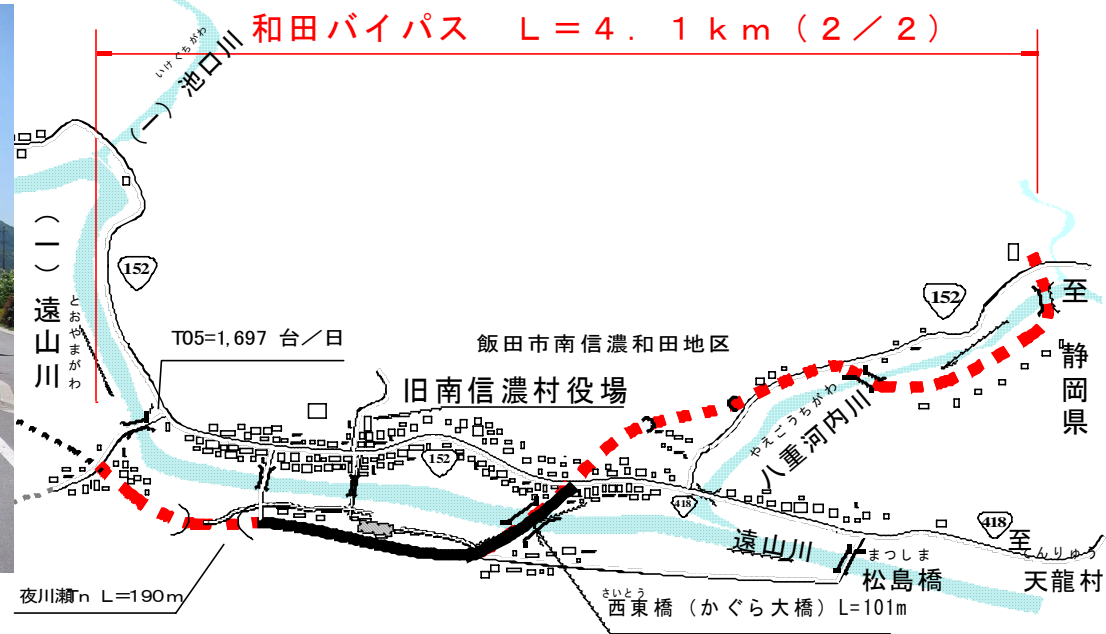 和田バイパス L=4.1km(2/2)
いけぐちがわ
(一)池口川
(一)遠山川
とおやまがわ
152
T05=1,697 台/日
飯田市南信濃和田地区
旧南信濃村役場
152
152
至 静岡県
やえごうちがわ
八重河内川
418
418
遠山川
まつしま
松島橋
至
てんりゅう
天龍村
夜川瀬Tn L=190m
さいとう
西東橋(かぐら大橋)L=101m